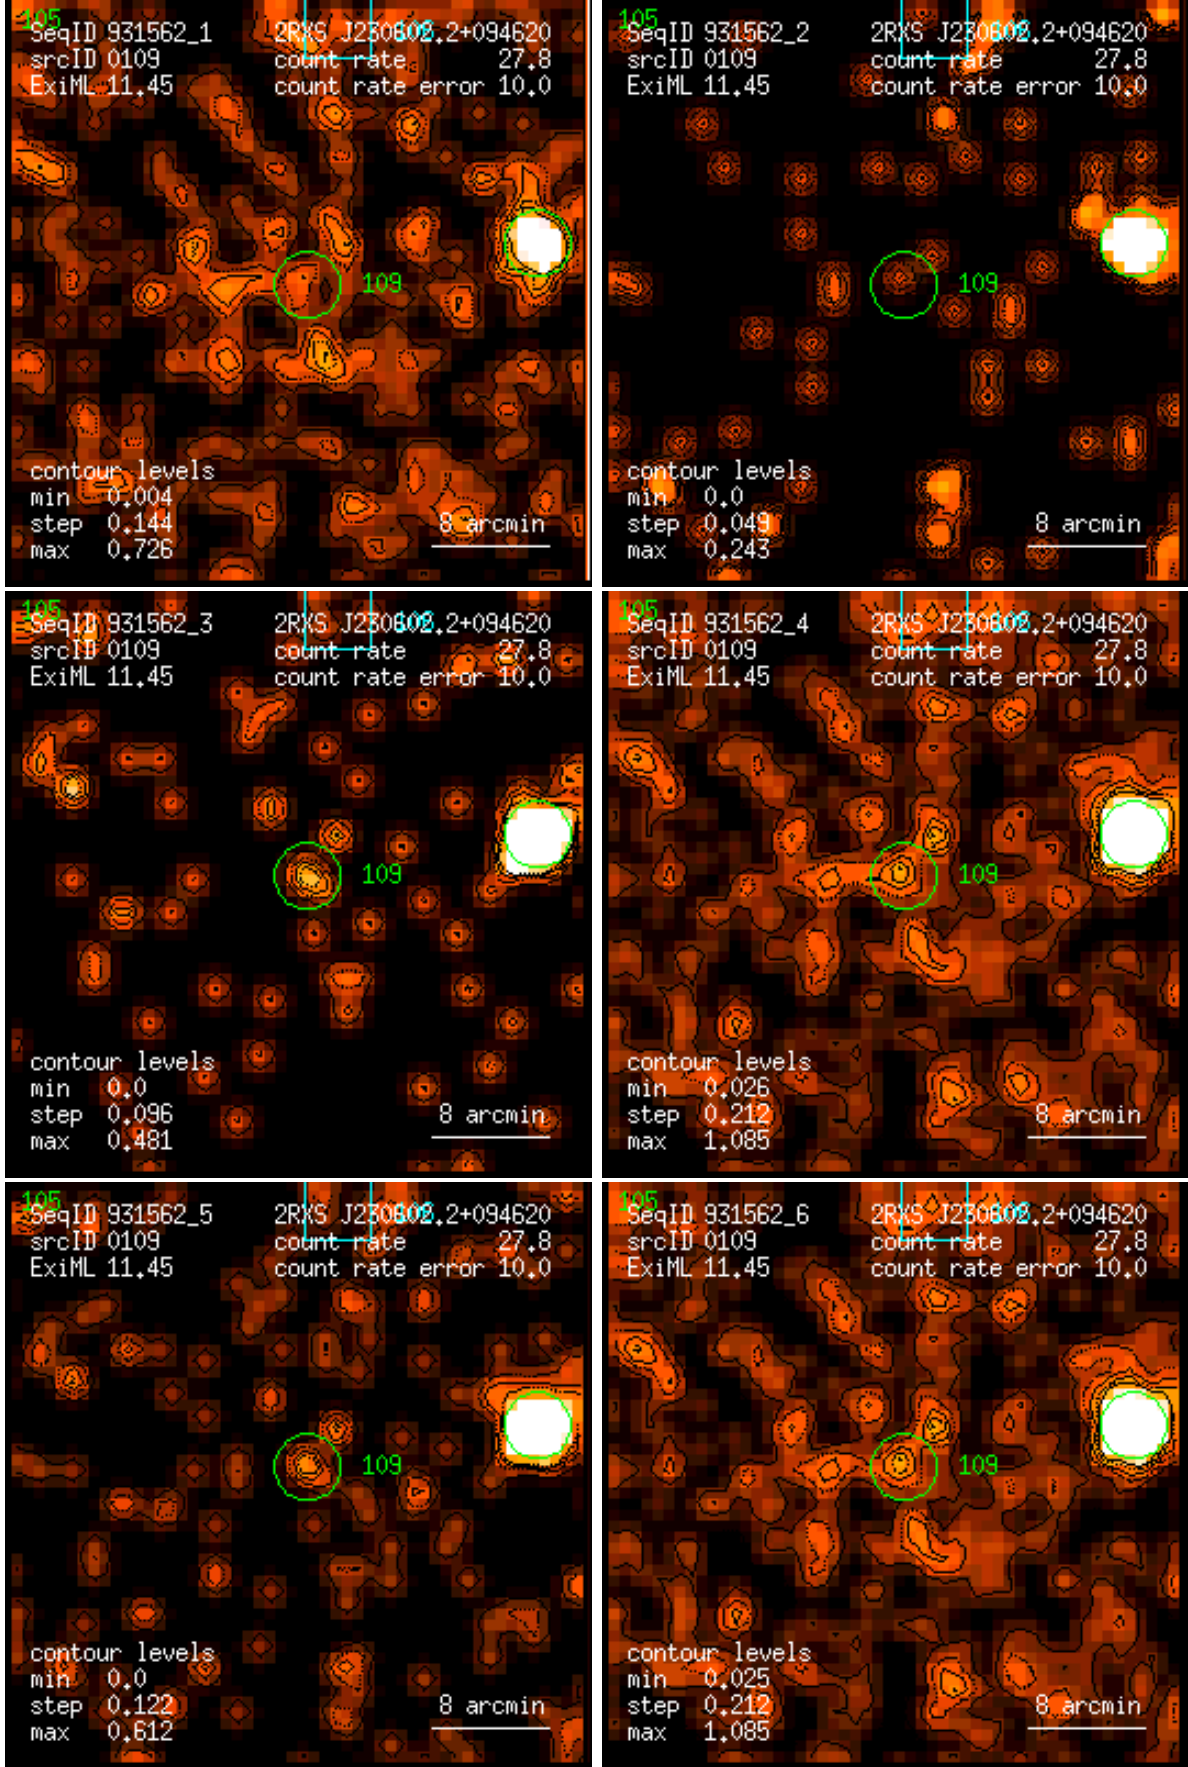 105
SeqID 931562_1 2RXS J230602.2+094620
srcID 0109 count rate 27.8
ExiML 11.45 count rate error 10.0
109
contour levels
min 0.004
step 0.144 8 arcmin
max 0.726
105
SeqID 931562_2 2RXS J230602.2+094620
srcID 0109 count rate 27.8
ExiML 11.45 count rate error 10.0
109
contour levels
min 0.0
step 0.049 8 arcmin
max 0.243
105
SeqID 931562_3 2RXS J230602.2+094620
srcID 0109 count rate 27.8
ExiML 11.45 count rate error 10.0
109
contour levels
min 0.0
step 0.096 8 arcmin
max 0.481
105
SeqID 931562_4 2RXS J230602.2+094620
srcID 0109 count rate 27.8
ExiML 11.45 count rate error 10.0
109
contour levels
min 0.026
step 0.212 8 arcmin
max 1.085
105
SeqID 931562_5 2RXS J230602.2+094620
srcID 0109 count rate 27.8
ExiML 11.45 count rate error 10.0
109
contour levels
min 0.0
step 0.122 8 arcmin
max 0.612
105
SeqID 931562_6 2RXS J230602.2+094620
srcID 0109 count rate 27.8
ExiML 11.45 count rate error 10.0
109
contour levels
min 0.025
step 0.212 8 arcmin
max 1.085